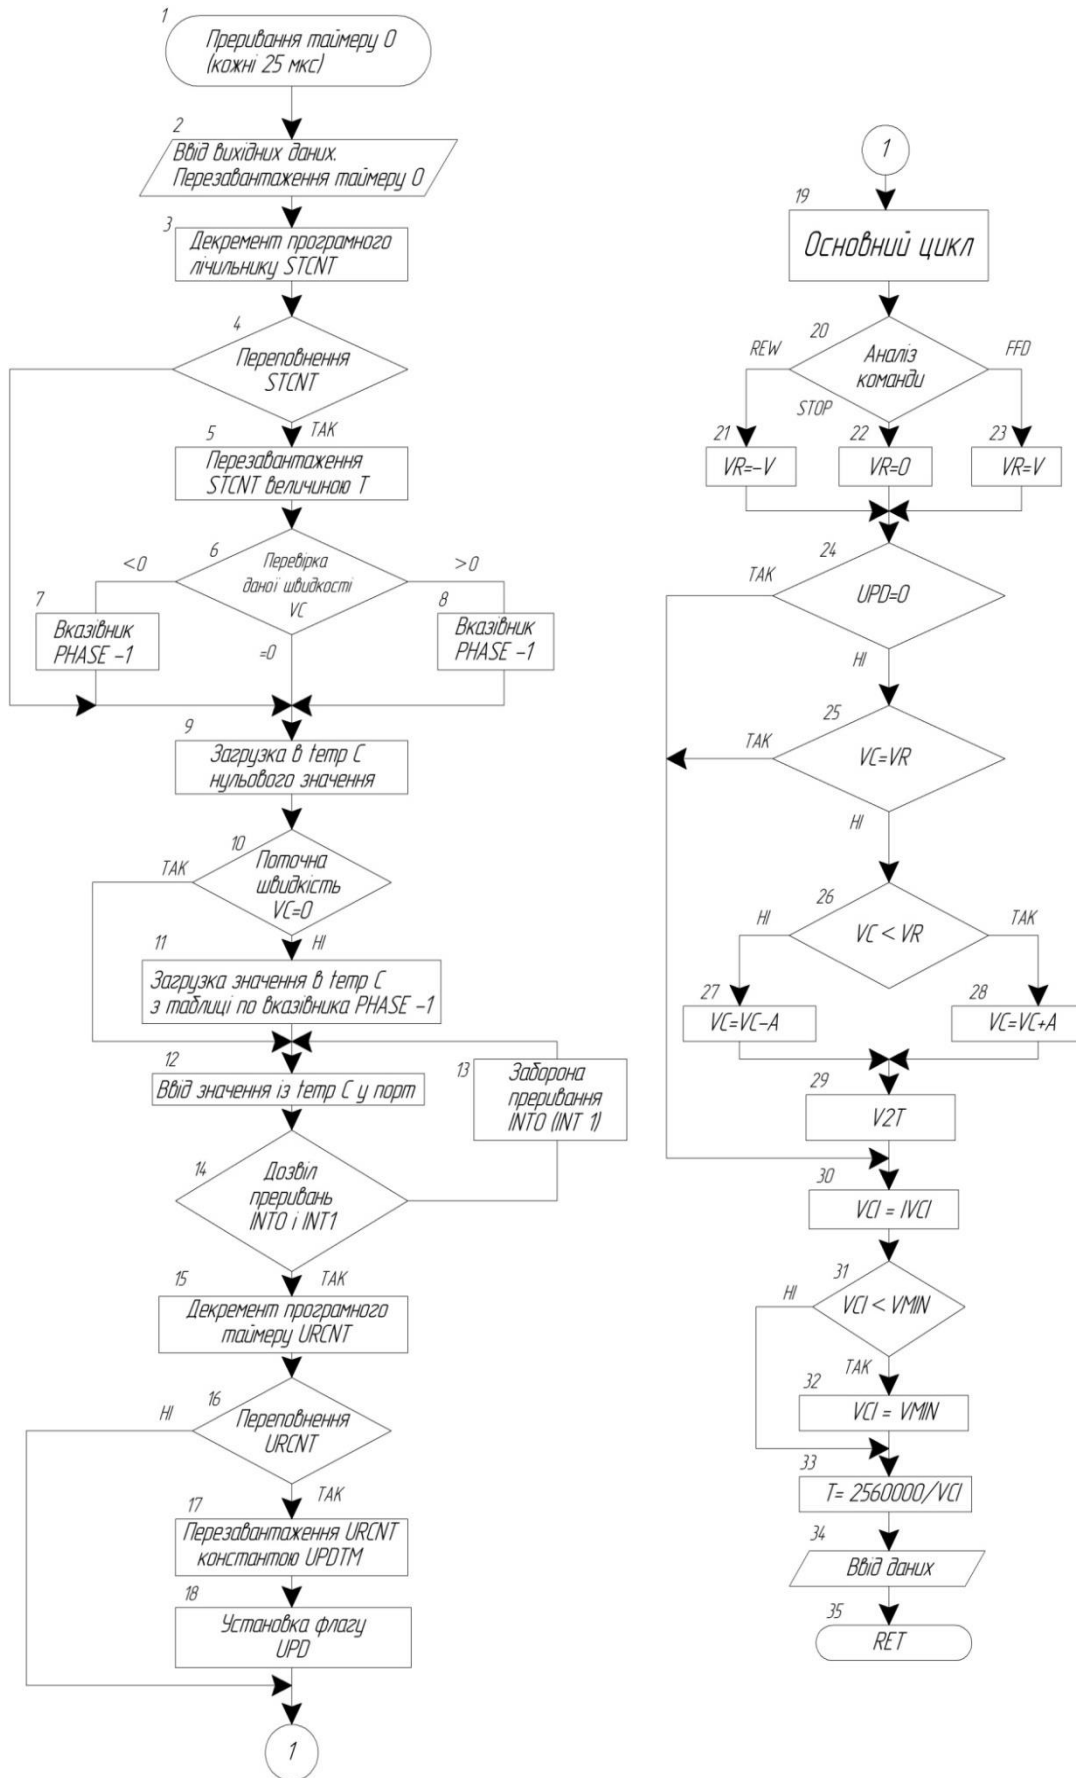 1
Преривання таймеру 0
(кожні 25 мкс)
2
Ввід вихідних даних.
Перезавантаження таймеру 0
3
Декремент програмного
лічильнику STCNT
4
Переповнення
STCNT
ТАК
5
Перезавантаження
STCNT величиною Т
6
Перевірка
даної швидкості
VC
<0
>0
=0
7
Вказівник
PHASE -1
8
Вказівник
PHASE -1
9
Загрузка в temp C
нульового значення
10
Поточна
швидкість
VC=0
ТАК
НІ
11
Загрузка значення в temp C
з таблиці по вказівника PHASE -1
12
Ввід значення із temp C у порт
13
Заборона
преривання
INT0 (INT 1)
14
Дозвіл
преривань
INT0 і INT1
ТАК
15
Декремент програмного
таймеру URCNT
16
Переповнення
URCNT
НІ
ТАК
17
Перезавантаження URCNT
константою UPDTM
18
Установка флагу
UPD
1
1
19
Основний цикл
20
Аналіз
команди
REW
FFD
STOP
21
VR=-V
22
VR=0
23
VR=V
24
UPD=0
ТАК
НІ
25
VC=VR
ТАК
НІ
26
VC < VR
НІ
ТАК
27
VC=VC-A
28
VC=VC+A
29
V2T
30
VCI = IVCI
31
VCI < VMIN
НІ
ТАК
32
VCI = VMIN
33
T= 2560000/VCI
34
Ввід даних
35
RET